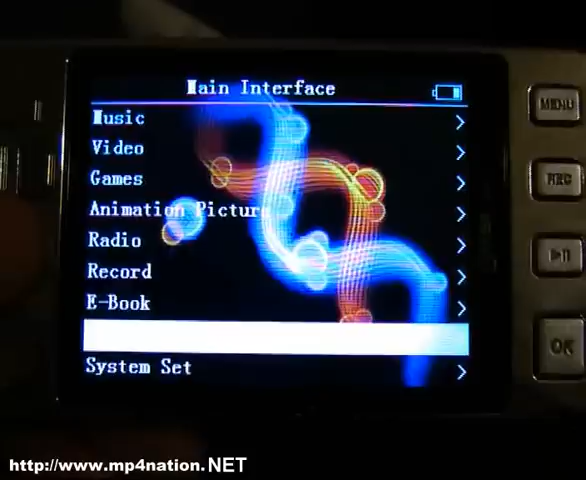 Main Interface
Music
Video
Games
Animation Picture
Radio
Record
E-Book
System Set
MENU
REC
OK
http://www.mp4nation.NET